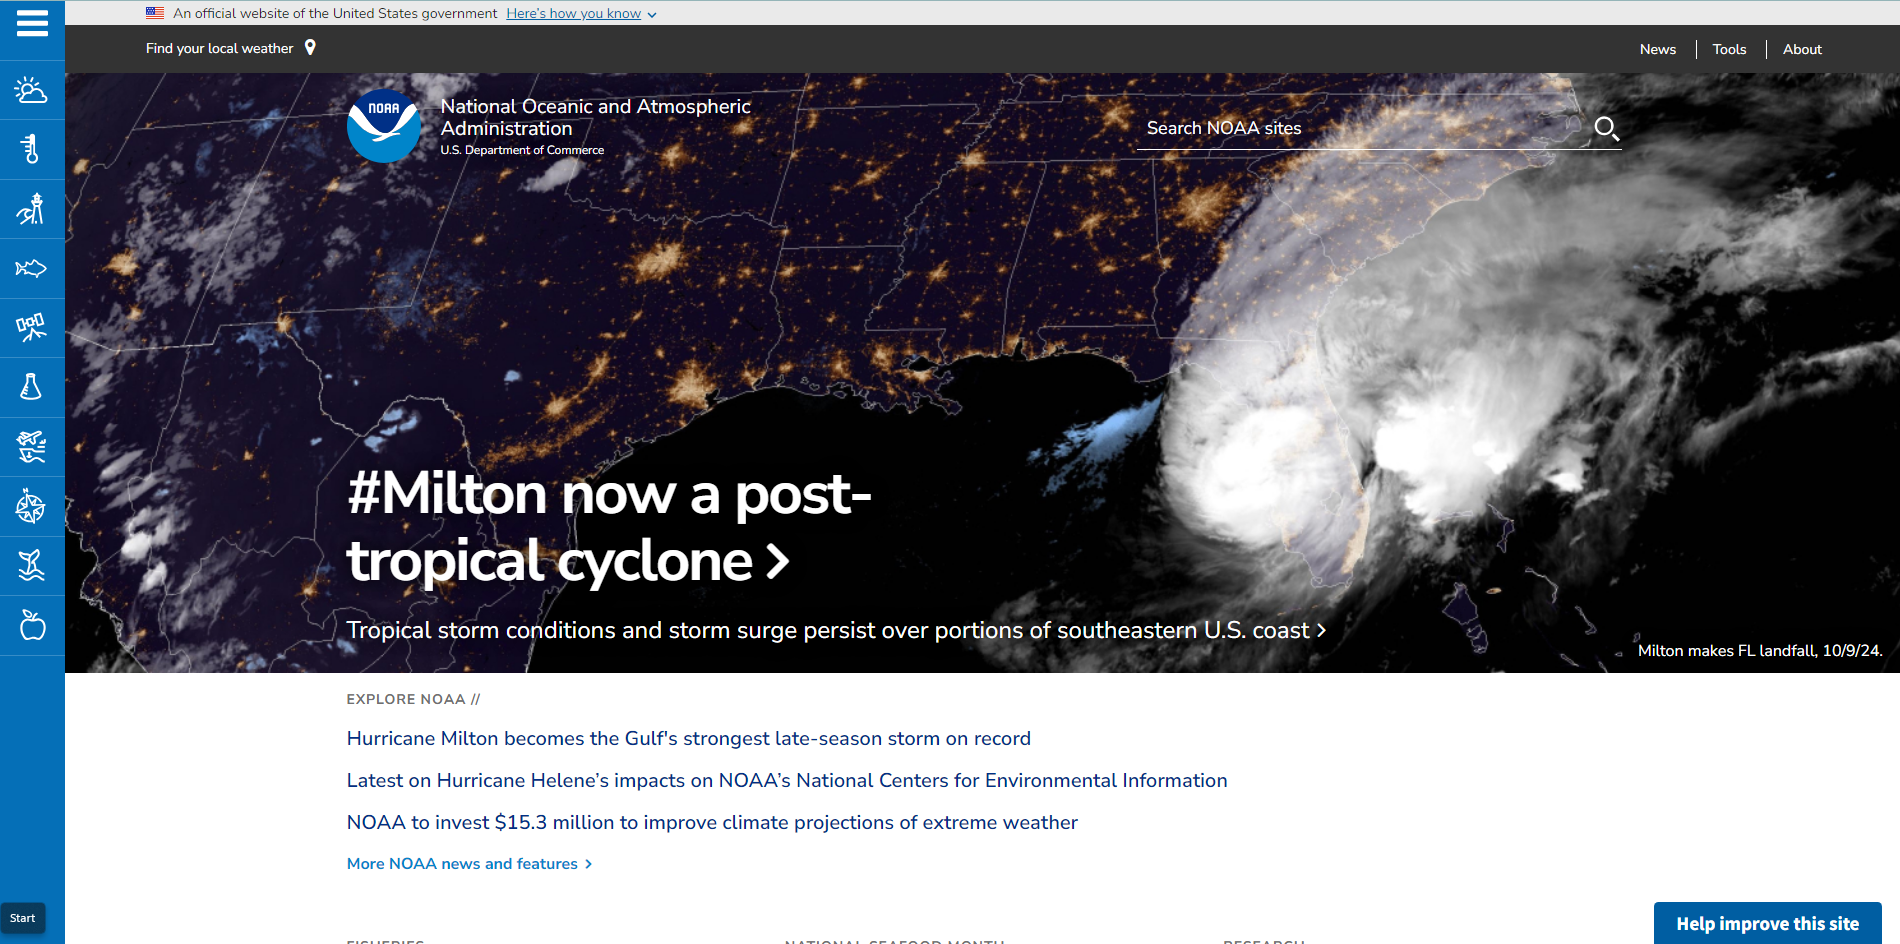 An official website of the United States government Here's how you know
Find your local weather
News
Tools
About
NOAA
National Oceanic and Atmospheric
Administration
U.S. Department of Commerce
Search NOAA sites
#Milton now a post-
tropical cyclone >
Tropical storm conditions and storm surge persist over portions of southeastern U.S. coast >
Milton makes FL landfall, 10/9/24.
EXPLORE NOAA //
Hurricane Milton becomes the Gulf's strongest late-season storm on record
Latest on Hurricane Helene’s impacts on NOAA’s National Centers for Environmental Information
NOAA to invest $15.3 million to improve climate projections of extreme weather
More NOAA news and features >
Start
Help improve this site
FISHERIES
NATIONAL SEAFOOD MONTH
RESEARCH